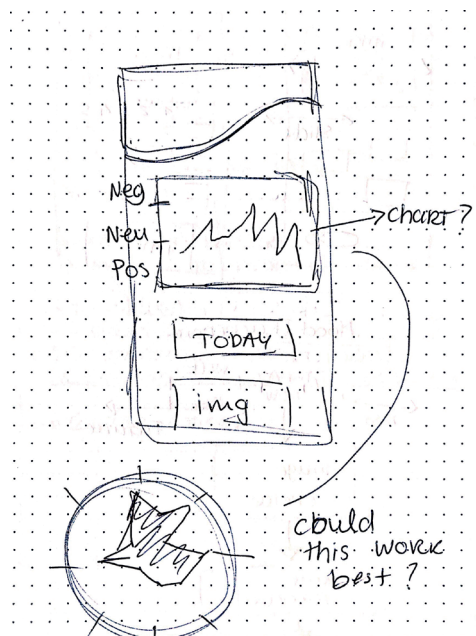 Neg
Neu
Pos
CHART?
TODAY
img
could
this work
best?